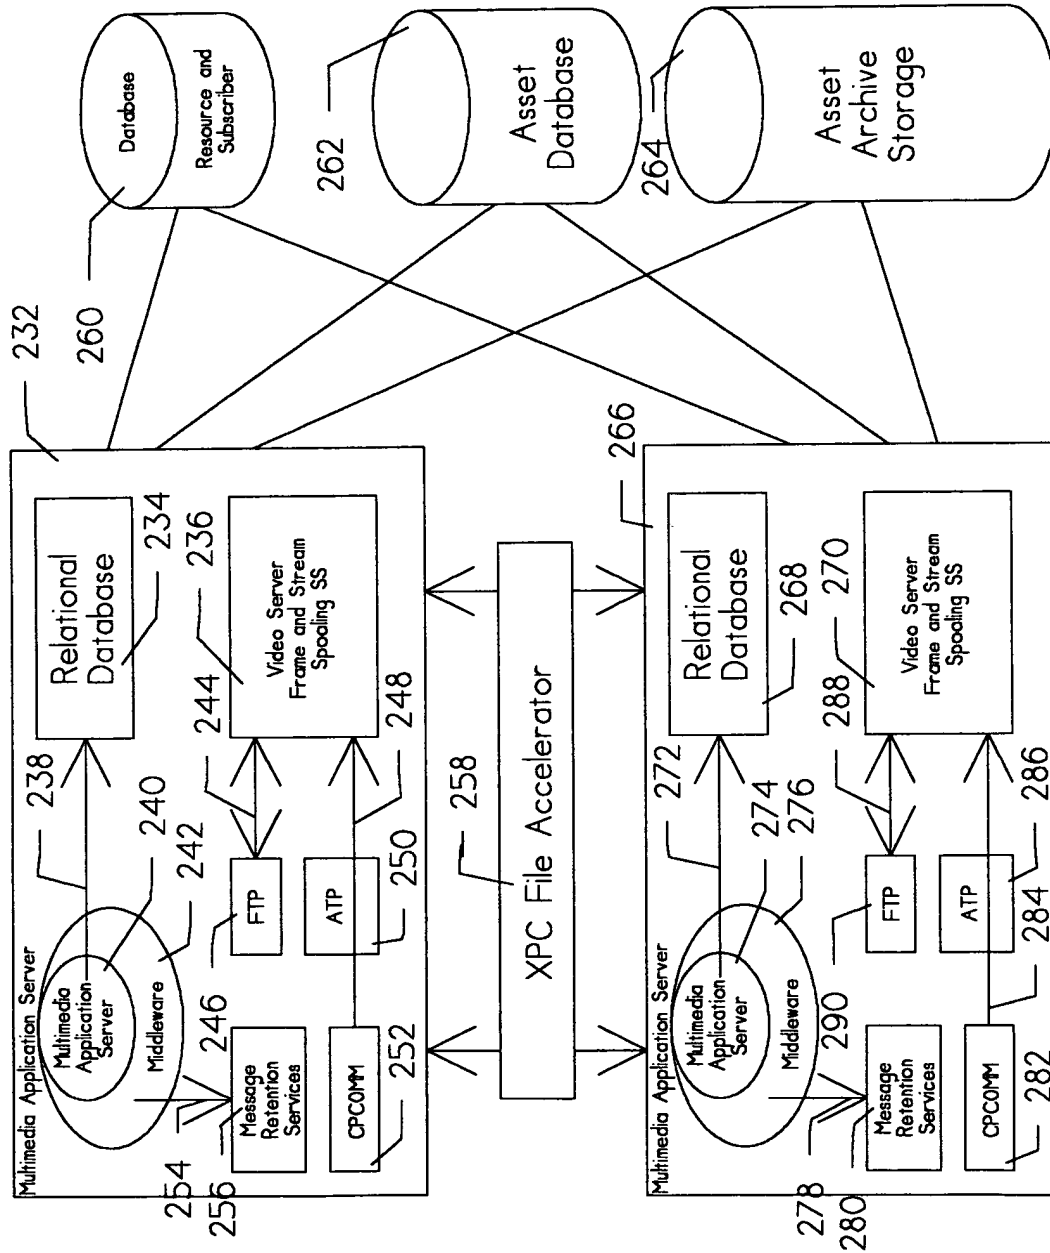 Multimedia Application Server
232
Multimedia
Application
Server
Middleware
238
240
242
Relational
Database
234
254
256
Message
Retention
Services
246
FTP
244
236
Video Server
Frame and Stream
Spooling SS
CPCOMM
252
ATP
250
248
258
XPC File Accelerator
260
Database
Resource and
Subscriber
262
Asset
Database
264
Asset
Archive
Storage
266
Multimedia Application Server
Multimedia
Application
Server
Middleware
272
274
276
Relational
Database
268
278
280
Message
Retention
Services
290
FTP
288
270
Video Server
Frame and Stream
Spooling SS
CPCOMM
282
ATP
284
286